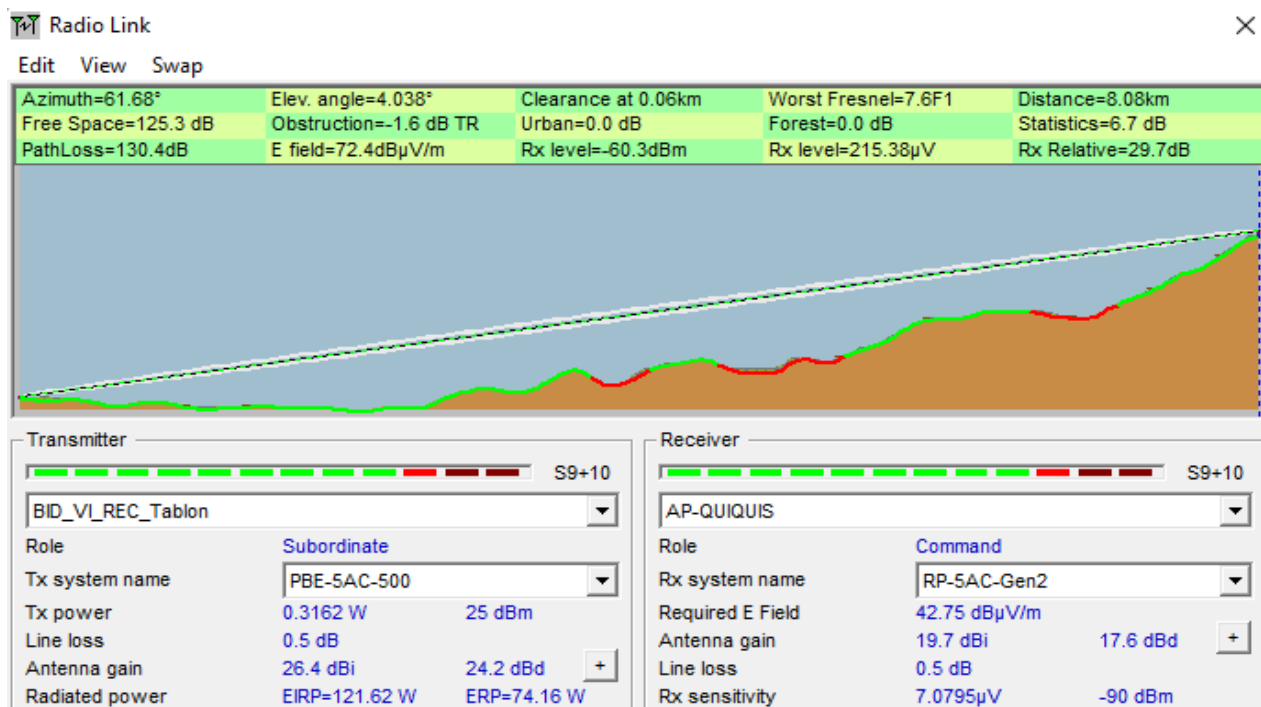 Radio Link
Edit View Swap
Azimuth=61.68° Elev. angle=4.038° Clearance at 0.06km Worst Fresnel=7.6F1 Distance=8.08km
Free Space=125.3 dB Obstruction=-1.6 dB TR Urban=0.0 dB Forest=0.0 dB Statistics=6.7 dB
PathLoss=130.4dB E field=72.4dBµV/m Rx level=-60.3dBm Rx level=215.38µV Rx Relative=29.7dB
Transmitter
S9+10
BID_VI_REC_Tablon
Role Subordinate
Tx system name PBE-5AC-500
Tx power 0.3162 W 25 dBm
Line loss 0.5 dB
Antenna gain 26.4 dBi 24.2 dBd +
Radiated power EIRP=121.62 W ERP=74.16 W
Receiver
S9+10
AP-QUIQUIS
Role Command
Rx system name RP-5AC-Gen2
Required E Field 42.75 dBµV/m
Antenna gain 19.7 dBi 17.6 dBd +
Line loss 0.5 dB
Rx sensitivity 7.0795µV -90 dBm